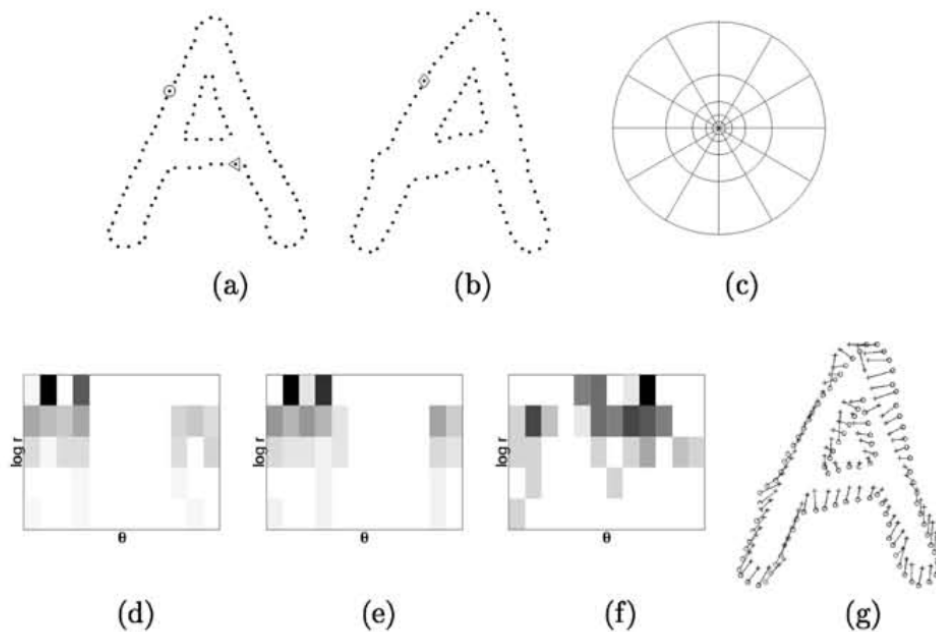 (a) (b) (c)
log r log r log r
θ θ θ
(d) (e) (f) (g)